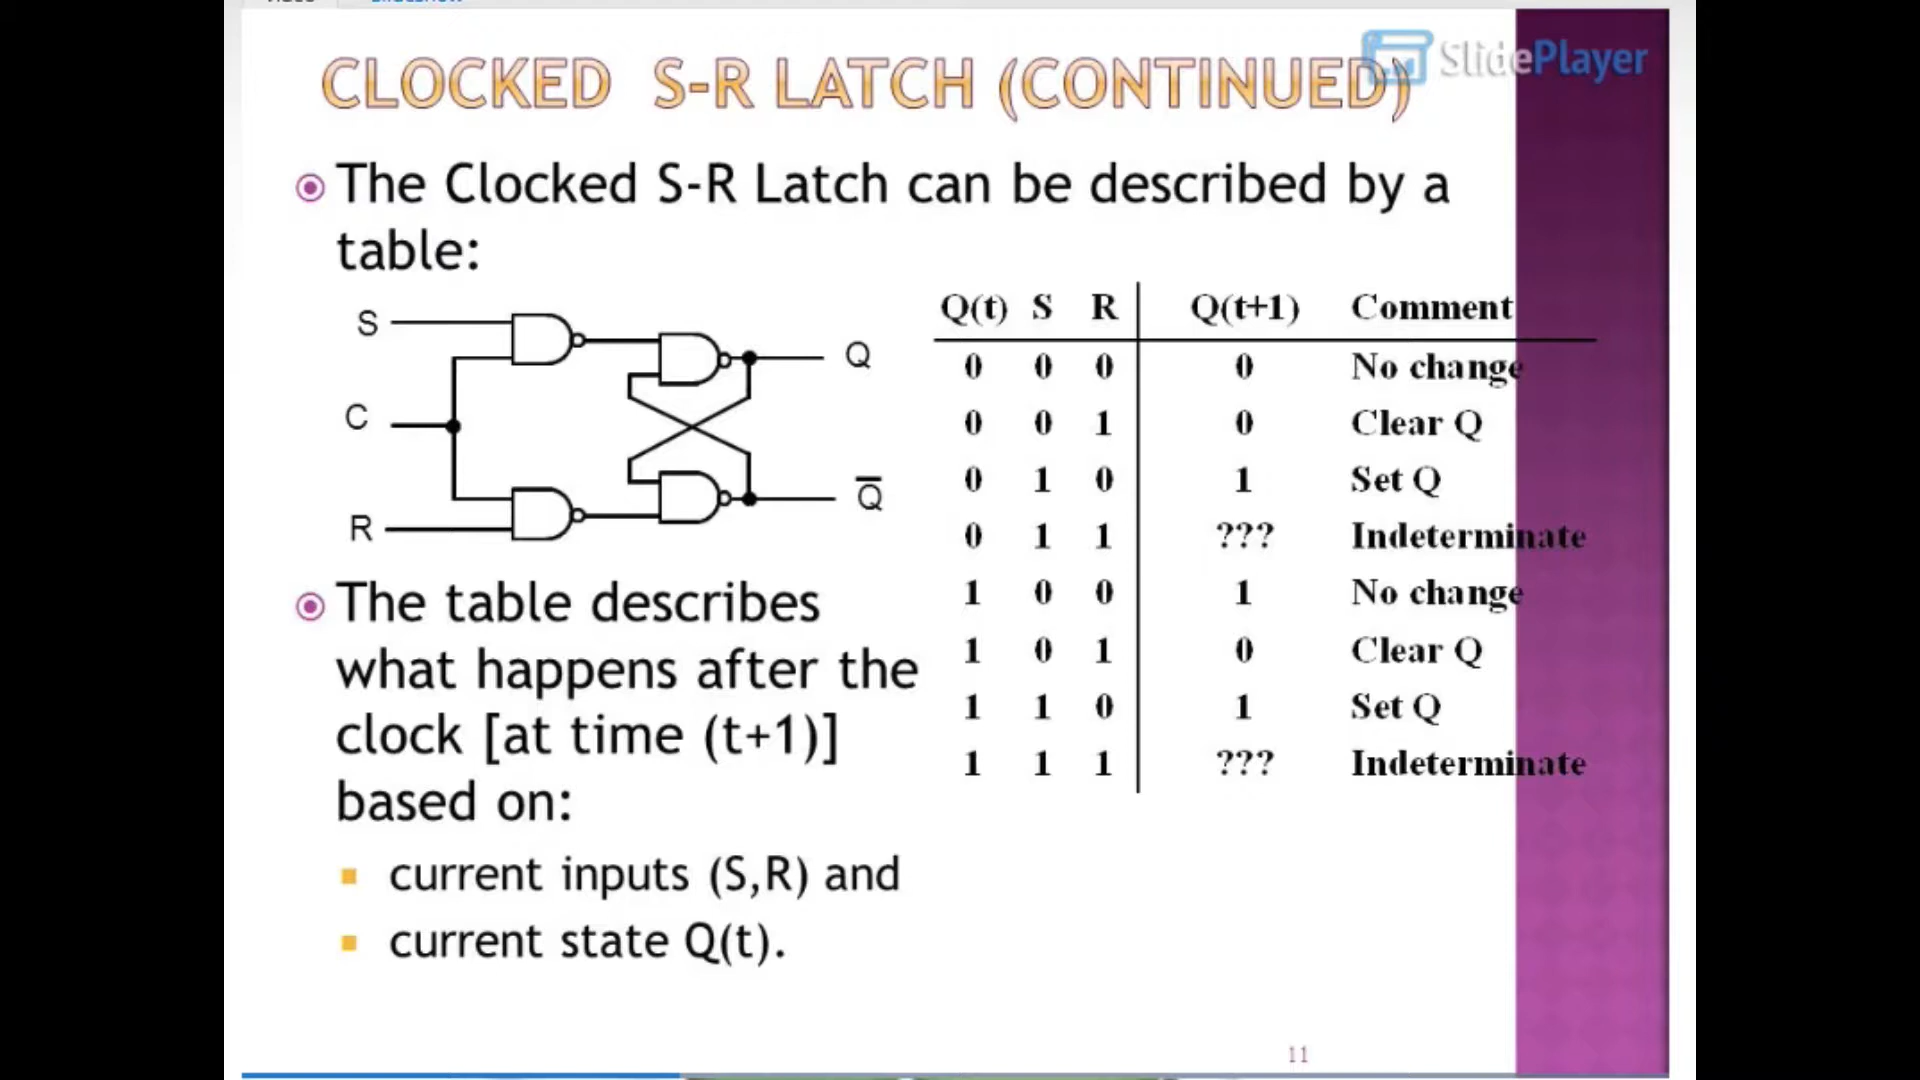 SlidePlayer
CLOCKED S-R LATCH (CONTINUED)
The Clocked S-R Latch can be described by a
table:
S
C
R
Q
Q̅
Q(t) S R Q(t+1) Comment
0 0 0 0 No change
0 0 1 0 Clear Q
0 1 0 1 Set Q
0 1 1 ??? Indeterminate
1 0 0 1 No change
1 0 1 0 Clear Q
1 1 0 1 Set Q
1 1 1 ??? Indeterminate
The table describes
what happens after the
clock [at time (t+1)]
based on:
current inputs (S,R) and
current state Q(t).
11